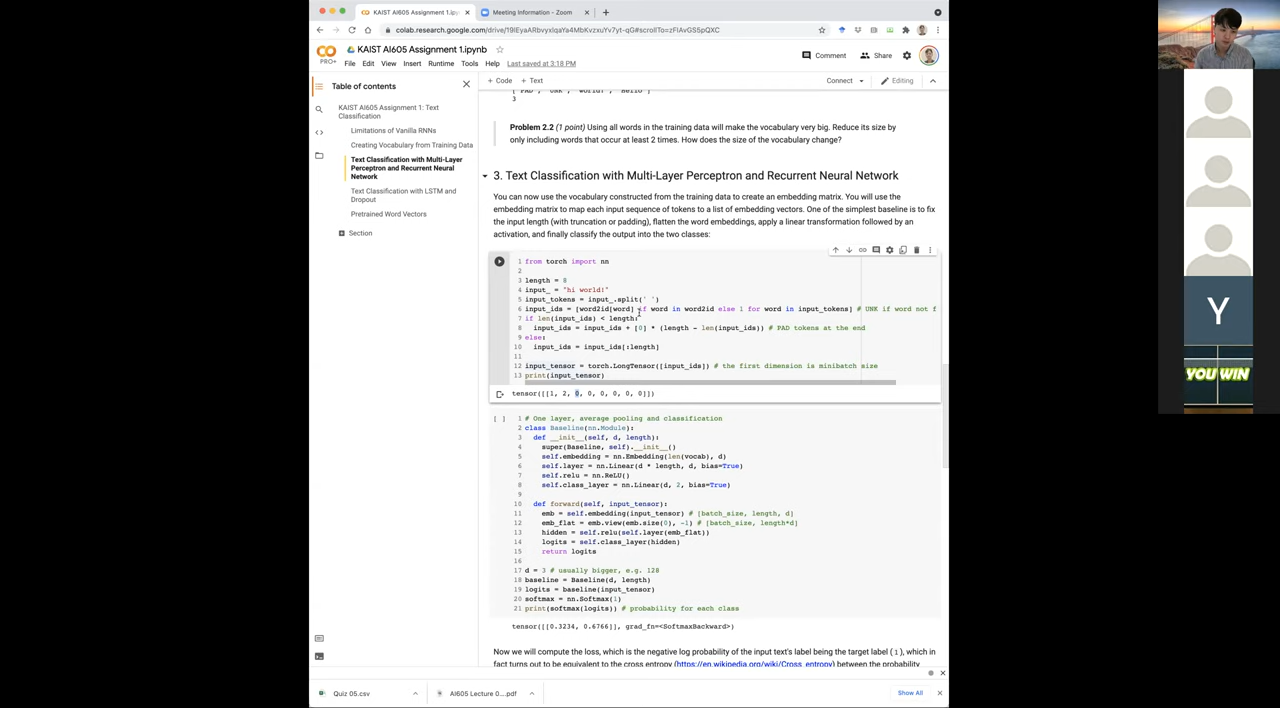 KAIST AI605 Assignment 1.ipynb
Meeting Information - Zoom
colab.research.google.com/drive/19lEyaARbvyxlqaYa4MbKvzxuYv7yt-qG#scrollTo=zFIAvGS5pQXC
PRO+
KAIST AI605 Assignment 1.ipynb
File Edit View Insert Runtime Tools Help Last saved at 3:18 PM
Comment Share
+ Code + Text
Connect Editing
Table of contents
KAIST AI605 Assignment 1: Text Classification
Limitations of Vanilla RNNs
Creating Vocabulary from Training Data
Text Classification with Multi-Layer Perceptron and Recurrent Neural Network
Text Classification with LSTM and Dropout
Pretrained Word Vectors
Section
['PAD', 'UNK', 'world!', 'Hello']
3
Problem 2.2 (1 point) Using all words in the training data will make the vocabulary very big. Reduce its size by
only including words that occur at least 2 times. How does the size of the vocabulary change?
3. Text Classification with Multi-Layer Perceptron and Recurrent Neural Network
You can now use the vocabulary constructed from the training data to create an embedding matrix. You will use the
embedding matrix to map each input sequence of tokens to a list of embedding vectors. One of the simplest baseline is to fix
the input length (with truncation or padding), flatten the word embeddings, apply a linear transformation followed by an
activation, and finally classify the output into the two classes:
1 from torch import nn
2
3 length = 8
4 input_ = "hi world!"
5 input_tokens = input_.split(' ')
6 input_ids = [word2id[word] if word in word2id else 1 for word in input_tokens] # UNK if word not f
7 if len(input_ids) < length:
8   input_ids = input_ids + [0] * (length - len(input_ids)) # PAD tokens at the end
9 else:
10   input_ids = input_ids[:length]
11
12 input_tensor = torch.LongTensor([input_ids]) # the first dimension is minibatch size
13 print(input_tensor)
tensor([[1, 2, 0, 0, 0, 0, 0, 0]])
[ ]
1 # One layer, average pooling and classification
2 class Baseline(nn.Module):
3   def __init__(self, d, length):
4     super(Baseline, self).__init__()
5     self.embedding = nn.Embedding(len(vocab), d)
6     self.layer = nn.Linear(d * length, d, bias=True)
7     self.relu = nn.ReLU()
8     self.class_layer = nn.Linear(d, 2, bias=True)
9
10   def forward(self, input_tensor):
11     emb = self.embedding(input_tensor) # [batch_size, length, d]
12     emb_flat = emb.view(emb.size(0), -1) # [batch_size, length*d]
13     hidden = self.relu(self.layer(emb_flat))
14     logits = self.class_layer(hidden)
15     return logits
16
17 d = 3 # usually bigger, e.g. 128
18 baseline = Baseline(d, length)
19 logits = baseline(input_tensor)
20 softmax = nn.Softmax(1)
21 print(softmax(logits)) # probability for each class
tensor([[0.3234, 0.6766]], grad_fn=<SoftmaxBackward>)
Now we will compute the loss, which is the negative log probability of the input text's label being the target label (1), which in
fact turns out to be equivalent to the cross entropy (https://en.wikipedia.org/wiki/Cross_entropy) between the probability
Quiz 05.csv
AI605 Lecture 0....pdf
Show All
Y
YOU WIN